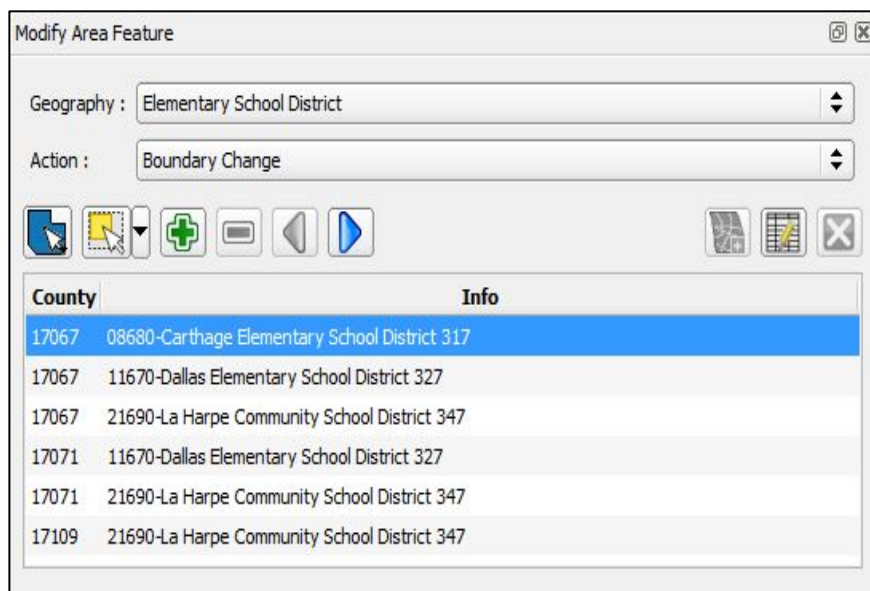 Modify Area Feature
Geography : Elementary School District
Action : Boundary Change
County Info
17067 08680-Carthage Elementary School District 317
17067 11670-Dallas Elementary School District 327
17067 21690-La Harpe Community School District 347
17071 11670-Dallas Elementary School District 327
17071 21690-La Harpe Community School District 347
17109 21690-La Harpe Community School District 347